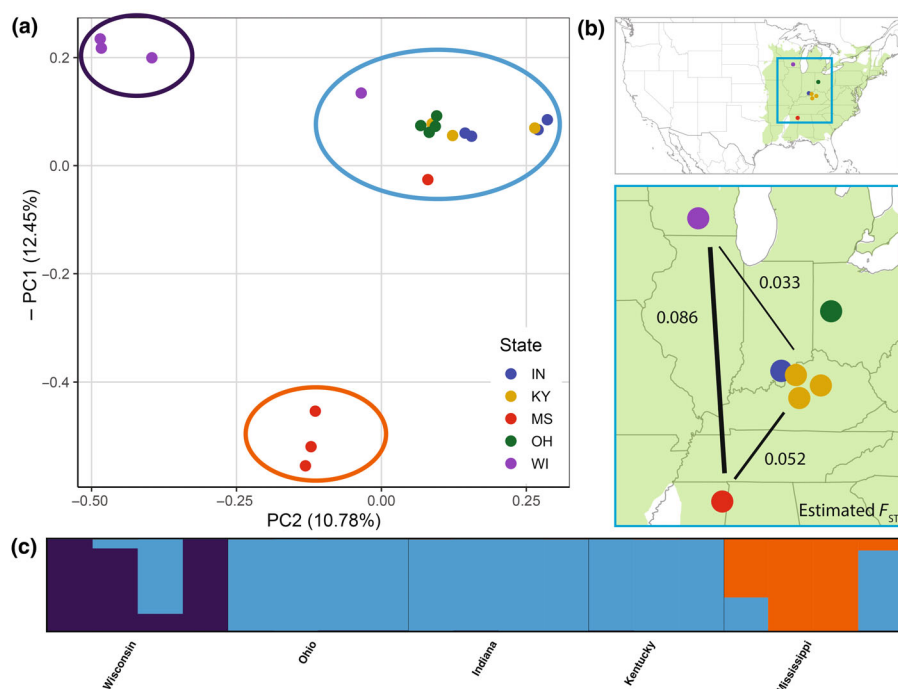 (a)
0.2
0.0
−0.2
−0.4
− PC1 (12.45%)
−0.50
−0.25
0.00
0.25
PC2 (10.78%)
State
IN
KY
MS
OH
WI
(b)
0.033
0.086
0.052
Estimated FST
(c)
Wisconsin
Ohio
Indiana
Kentucky
Mississippi